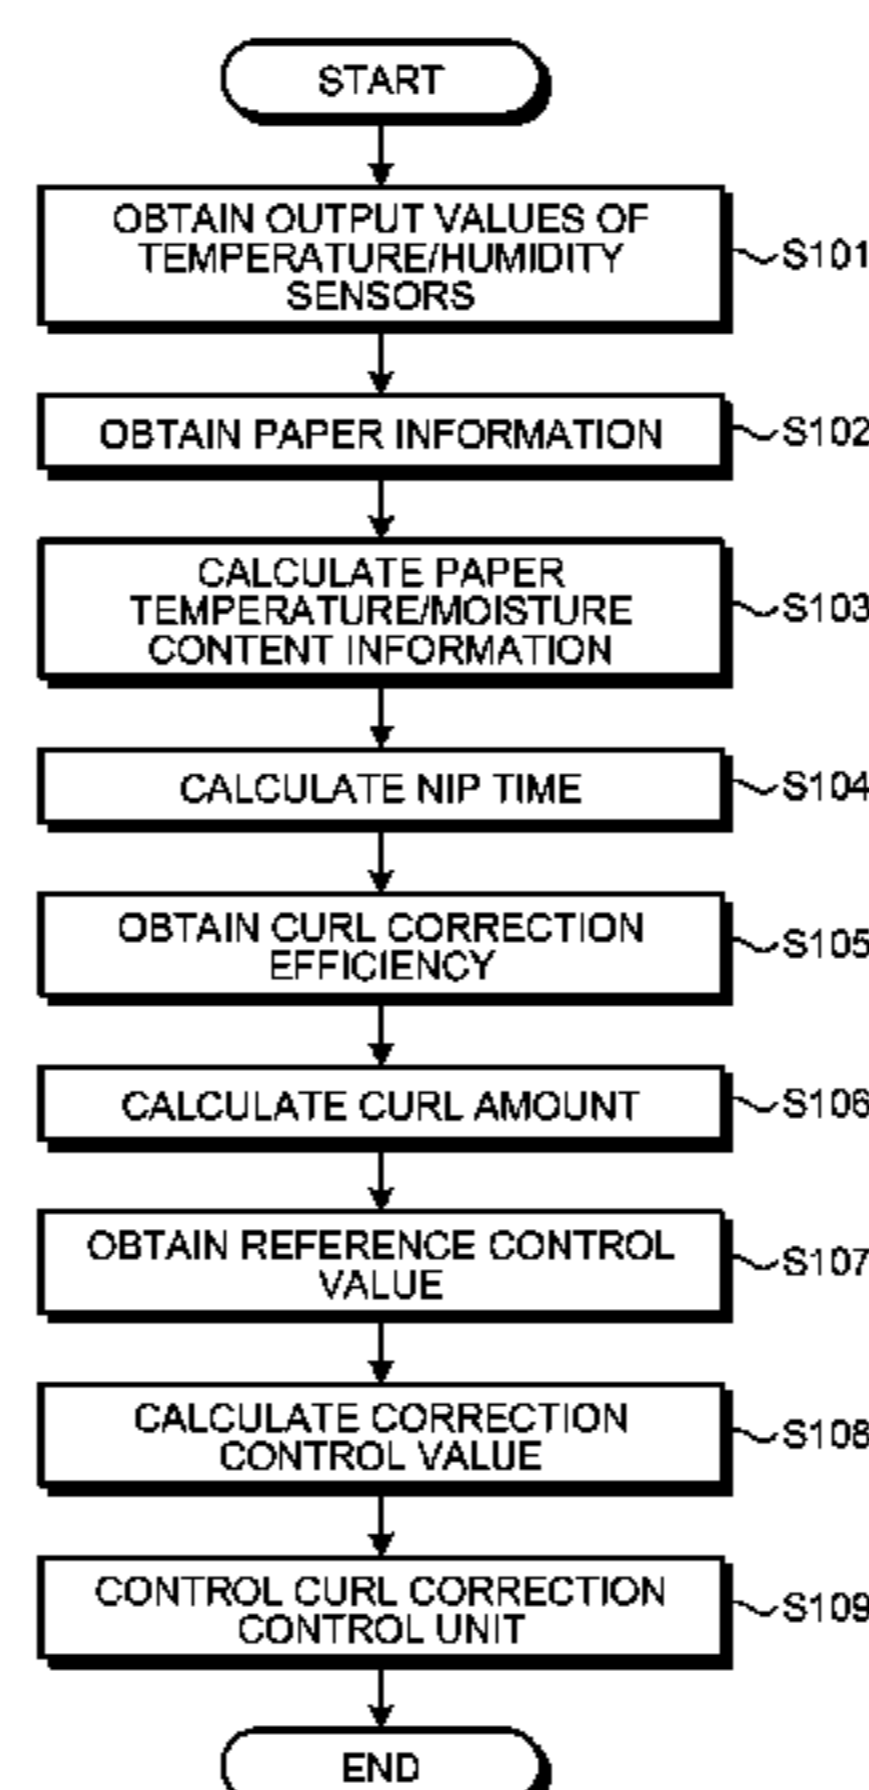 START
OBTAIN OUTPUT VALUES OF
TEMPERATURE/HUMIDITY
SENSORS
S101
OBTAIN PAPER INFORMATION
S102
CALCULATE PAPER
TEMPERATURE/MOISTURE
CONTENT INFORMATION
S103
CALCULATE NIP TIME
S104
OBTAIN CURL CORRECTION
EFFICIENCY
S105
CALCULATE CURL AMOUNT
S106
OBTAIN REFERENCE CONTROL
VALUE
S107
CALCULATE CORRECTION
CONTROL VALUE
S108
CONTROL CURL CORRECTION
CONTROL UNIT
S109
END